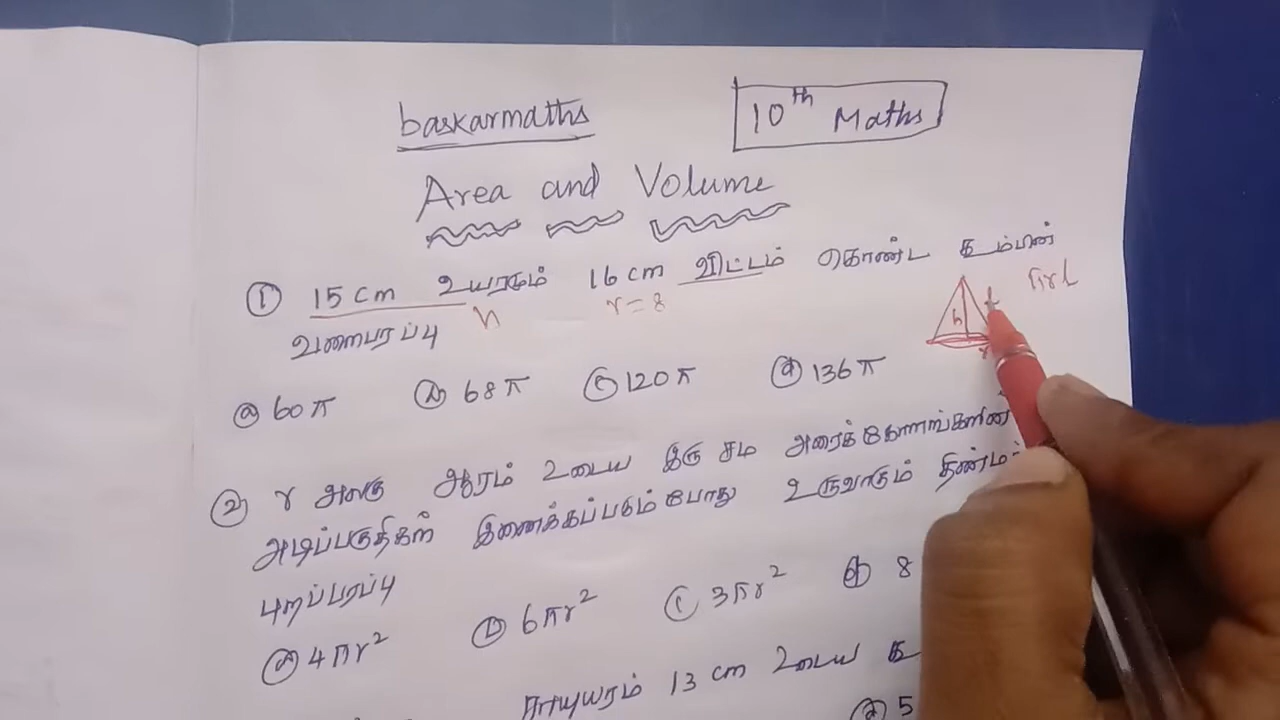 baskarmaths
10th Maths
Area and Volume
① 15 cm உயரமும் 16 cm விட்டம் கொண்ட கூம்பின்
h r = 8 πrl
வளைபரப்பு
h r
ⓐ 60π ⓑ 68π ⓒ 120π ⓓ 136π
② r அலகு ஆரம் உடைய இரு சம அரைக் கோளங்களின்
அடிப்பகுதிகள் இணைக்கப்படும் போது உருவாகும்
புறப்பரப்பு
ⓐ 4πr² ⓑ 6πr² ⓒ 3πr² ⓓ 8
சாயுயரம் 13 cm உடைய
5